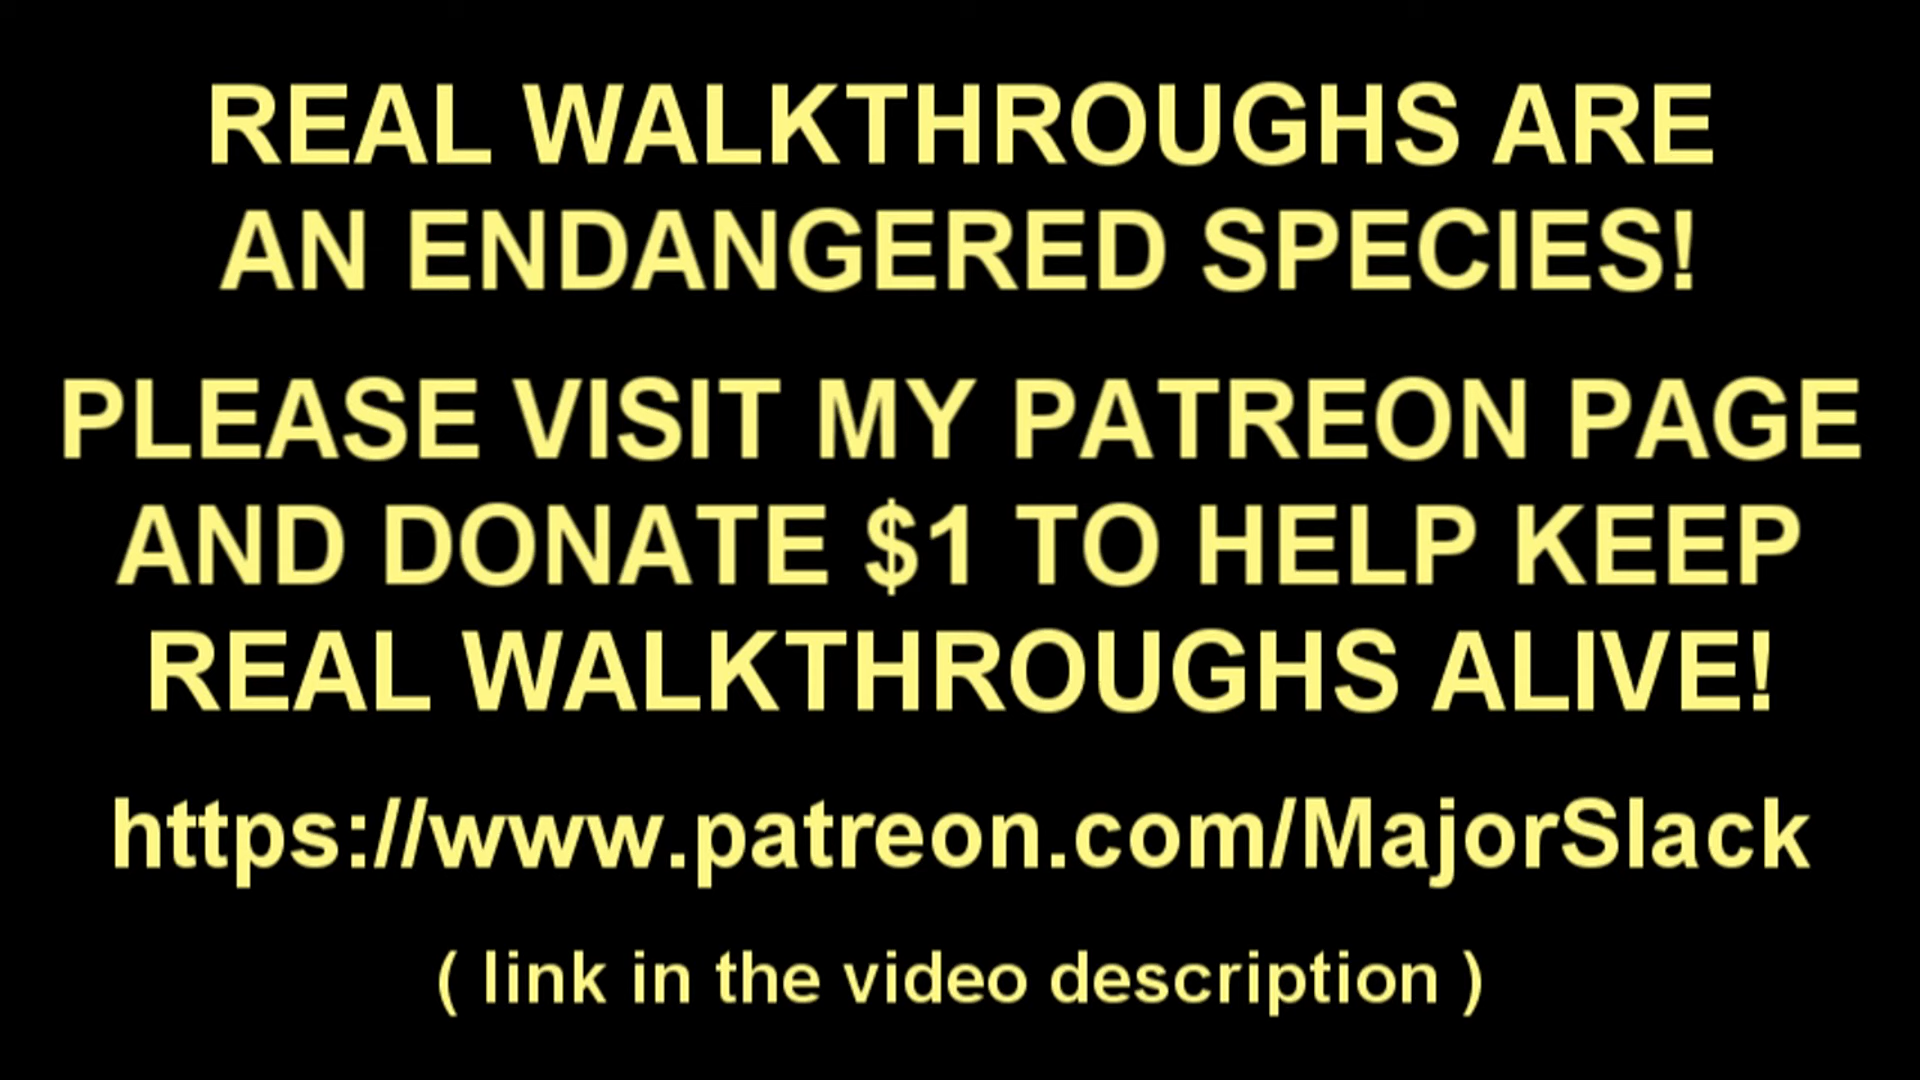 REAL WALKTHROUGHS ARE
AN ENDANGERED SPECIES!
PLEASE VISIT MY PATREON PAGE
AND DONATE $1 TO HELP KEEP
REAL WALKTHROUGHS ALIVE!
https://www.patreon.com/MajorSlack
( link in the video description )